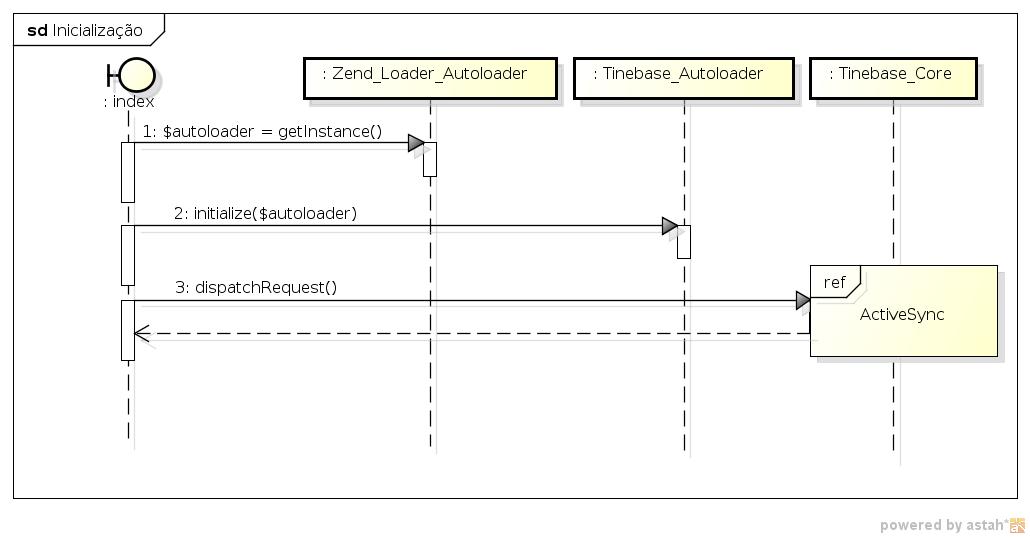 sd Inicialização
: index
: Zend_Loader_Autoloader
: Tinebase_Autoloader
: Tinebase_Core
1: $autoloader = getInstance()
2: initialize($autoloader)
3: dispatchRequest()
ref
ActiveSync
powered by astah*